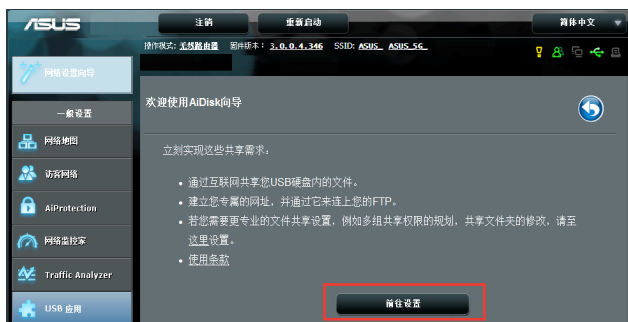 ASUS
注销
重新启动
简体中文
操作模式: 无线路由器 固件版本: 3.0.0.4.346 SSID: ASUS_ ASUS_5G_
网络设置向导
一般设置
网络地图
访客网络
AiProtection
网络监控家
Traffic Analyzer
USB 应用
欢迎使用AiDisk向导
立刻实现这些共享需求:
• 通过互联网共享您USB硬盘内的文件。
• 建立您专属的网址，并通过它来连上您的FTP。
• 若您需要更专业的文件共享设置，例如多组共享权限的规划，共享文件夹的修改，请至
这里设置。
• 使用条款
前往设置